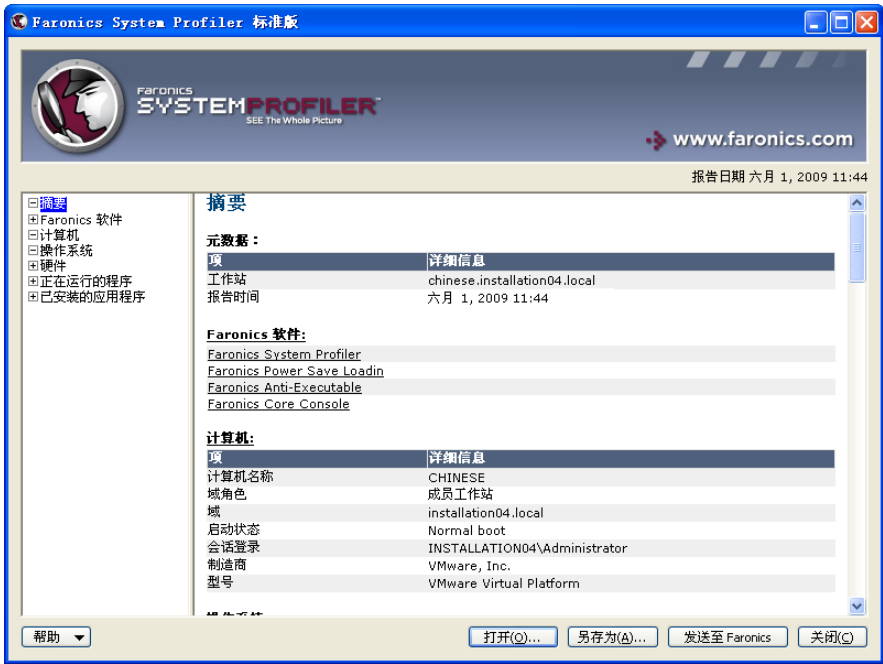 Faronics System Profiler 标准版
Faronics
SYSTEMPROFILER
SEE The Whole Picture
www.faronics.com
报告日期 六月 1, 2009 11:44
摘要
Faronics 软件
计算机
操作系统
硬件
正在运行的程序
已安装的应用程序
摘要
元数据：
项 详细信息
工作站 chinese.installation04.local
报告时间 六月 1, 2009 11:44
Faronics 软件:
Faronics System Profiler
Faronics Power Save Loadin
Faronics Anti-Executable
Faronics Core Console
计算机:
项 详细信息
计算机名称 CHINESE
域角色 成员工作站
域 installation04.local
启动状态 Normal boot
会话登录 INSTALLATION04\Administrator
制造商 VMware, Inc.
型号 VMware Virtual Platform
帮助 打开(O)... 另存为(A)... 发送至 Faronics 关闭(C)